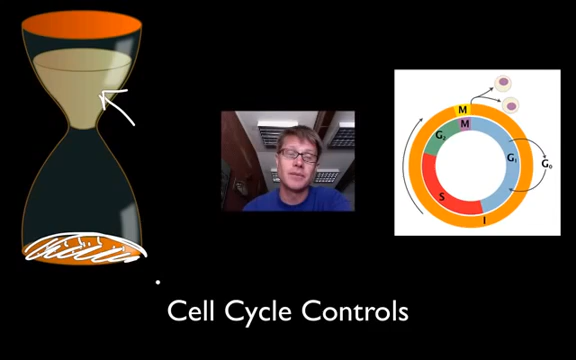 M
M
G₂
G₁
G₀
S
I
Cell Cycle Controls